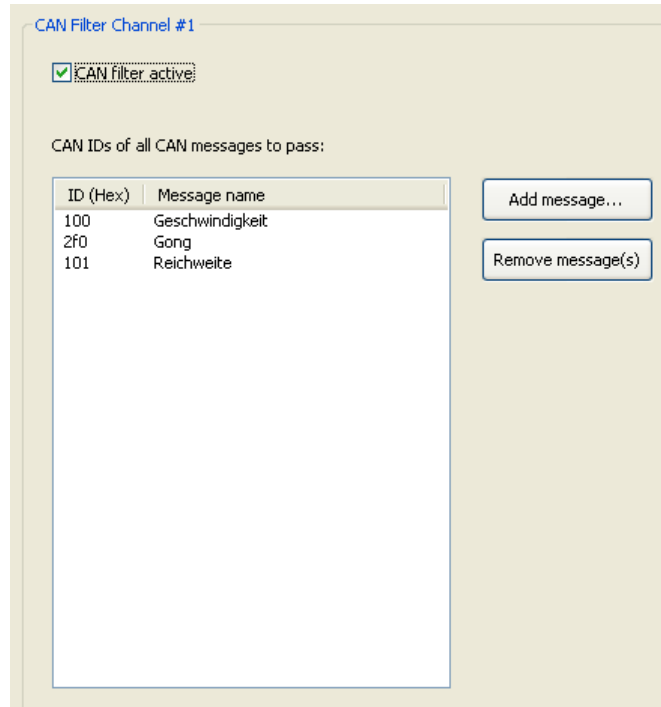 CAN Filter Channel #1
CAN filter active
CAN IDs of all CAN messages to pass:
ID (Hex) Message name
100 Geschwindigkeit
2f0 Gong
101 Reichweite
Add message...
Remove message(s)